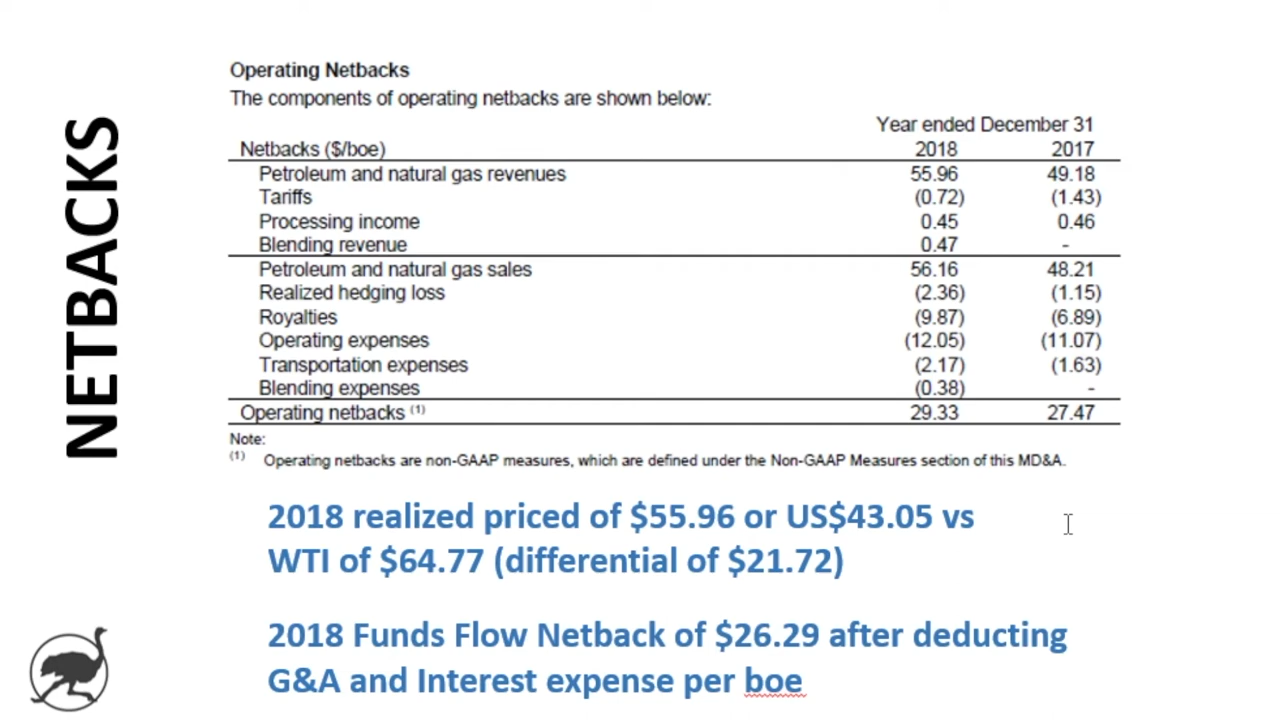 NETBACKS
Operating Netbacks
The components of operating netbacks are shown below:
Year ended December 31
Netbacks ($/boe) 2018 2017
Petroleum and natural gas revenues 55.96 49.18
Tariffs (0.72) (1.43)
Processing income 0.45 0.46
Blending revenue 0.47 -
Petroleum and natural gas sales 56.16 48.21
Realized hedging loss (2.36) (1.15)
Royalties (9.87) (6.89)
Operating expenses (12.05) (11.07)
Transportation expenses (2.17) (1.63)
Blending expenses (0.38) -
Operating netbacks (1) 29.33 27.47
Note:
(1) Operating netbacks are non-GAAP measures, which are defined under the Non-GAAP Measures section of this MD&A.
2018 realized priced of $55.96 or US$43.05 vs
WTI of $64.77 (differential of $21.72)
2018 Funds Flow Netback of $26.29 after deducting
G&A and Interest expense per boe